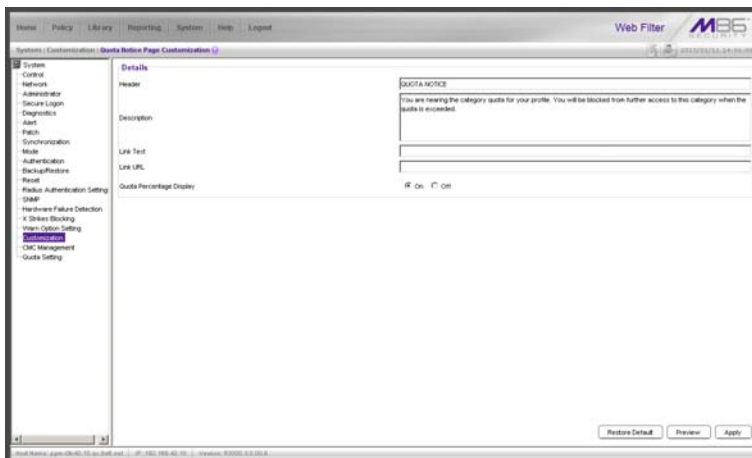 Home Policy Library Reporting System Help Logout
Web Filter
M86
SECURITY
System : Customization : Quota Notice Page Customization
System
Control
Network
Administrator
Secure Logon
Diagnostics
Alert
Patch
Synchronization
Mode
Authentication
Backup/Restore
Reset
Radius Authentication Setting
SNMP
Hardware Failure Detection
X Strikes Blocking
Warn Option Setting
Customization
CMC Management
Quota Setting
Details
Header
QUOTA NOTICE
Description
You are nearing the category quota for your profile. You will be blocked from further access to this category when the
quota is exceeded.
Link Text
Link URL
Quota Percentage Display
On Off
Restore Default Preview Apply
Host Name: IP: Version: